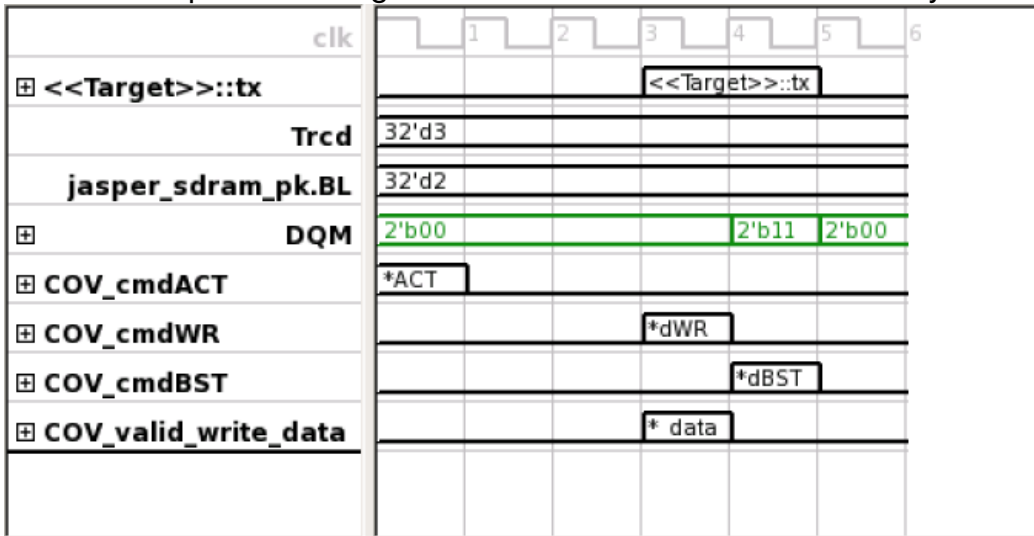 clk 1 2 3 4 5 6
<<Target>>::tx <<Target>>::tx
Trcd 32'd3
jasper_sdram_pk.BL 32'd2
DQM 2'b00 2'b11 2'b00
COV_cmdACT *ACT
COV_cmdWR *dWR
COV_cmdBST *dBST
COV_valid_write_data *_data